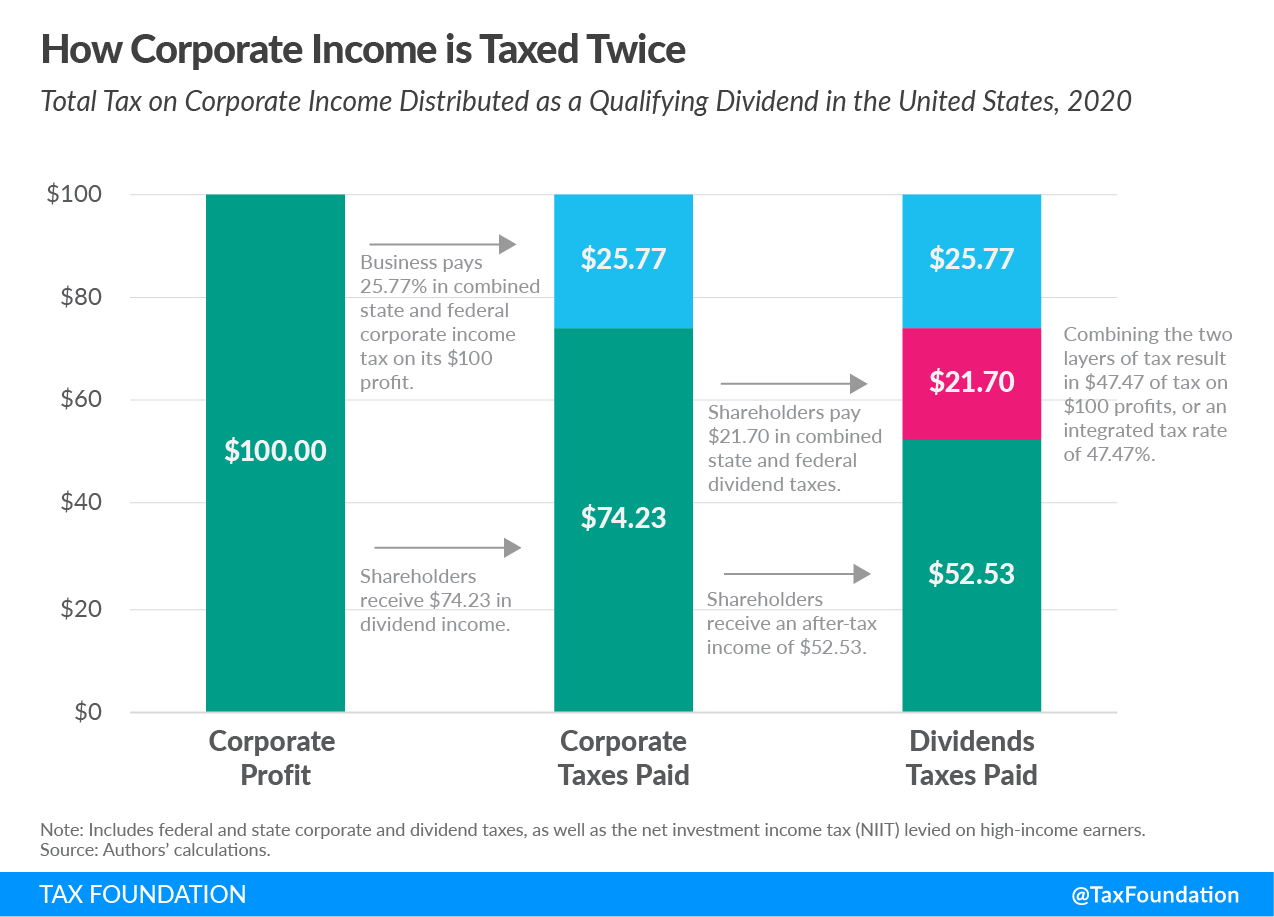 How Corporate Income is Taxed Twice
Total Tax on Corporate Income Distributed as a Qualifying Dividend in the United States, 2020
$100
$80
$60
$40
$20
$0
$100.00
Business pays
25.77% in combined
state and federal
corporate income
tax on its $100
profit.
Shareholders
receive $74.23 in
dividend income.
$25.77
$74.23
Shareholders pay
$21.70 in combined
state and federal
dividend taxes.
Shareholders
receive an after-tax
income of $52.53.
$25.77
$21.70
$52.53
Combining the two
layers of tax result
in $47.47 of tax on
$100 profits, or an
integrated tax rate
of 47.47%.
Corporate
Profit
Corporate
Taxes Paid
Dividends
Taxes Paid
Note: Includes federal and state corporate and dividend taxes, as well as the net investment income tax (NIIT) levied on high-income earners.
Source: Authors’ calculations.
TAX FOUNDATION
@TaxFoundation